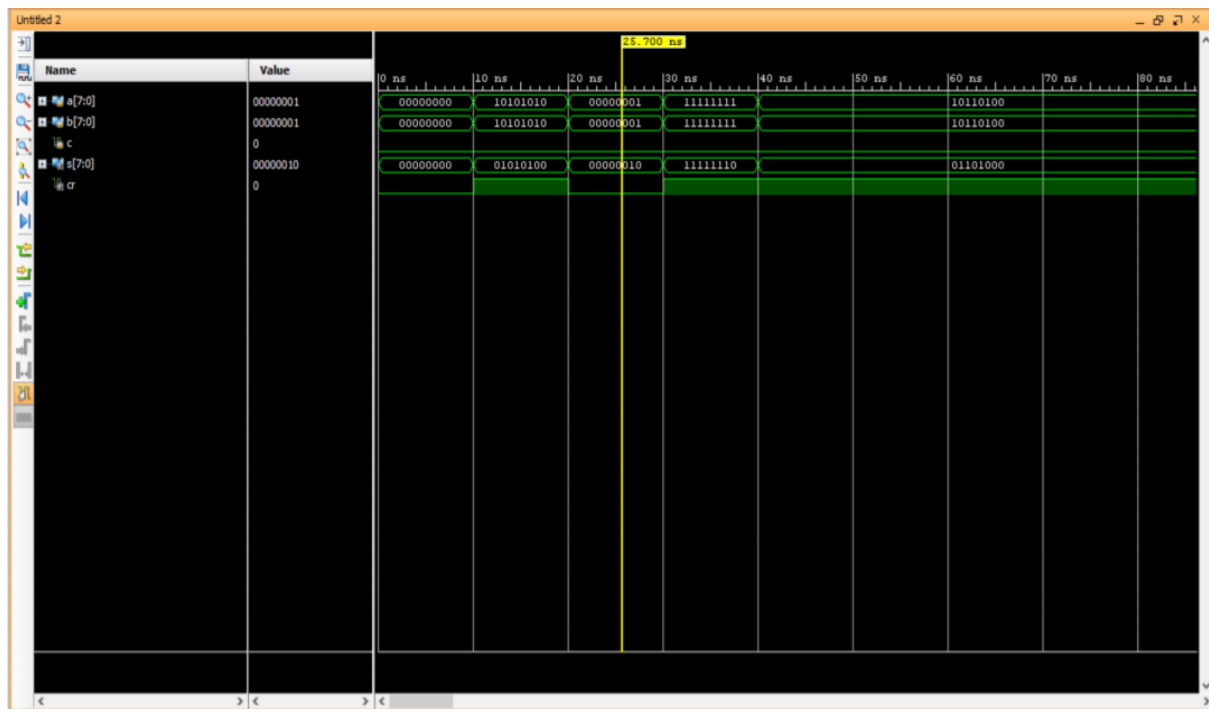 Untitled 2
25.700 ns
Name Value
0 ns 10 ns 20 ns 30 ns 40 ns 50 ns 60 ns 70 ns 80 ns
a[7:0] 00000001 00000000 10101010 00000001 11111111 10110100
b[7:0] 00000001 00000000 10101010 00000001 11111111 10110100
c 0
s[7:0] 00000010 00000000 01010100 00000010 11111110 01101000
cr 0